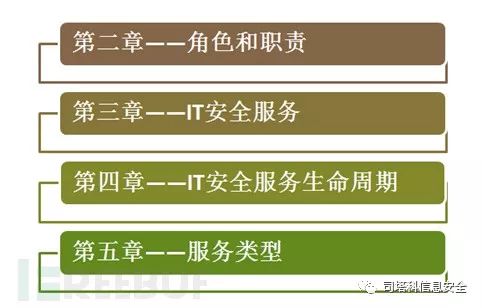 第二章——角色和职责
第三章——IT安全服务
第四章——IT安全服务生命周期
第五章——服务类型
REEBUF
司塔科信息安全